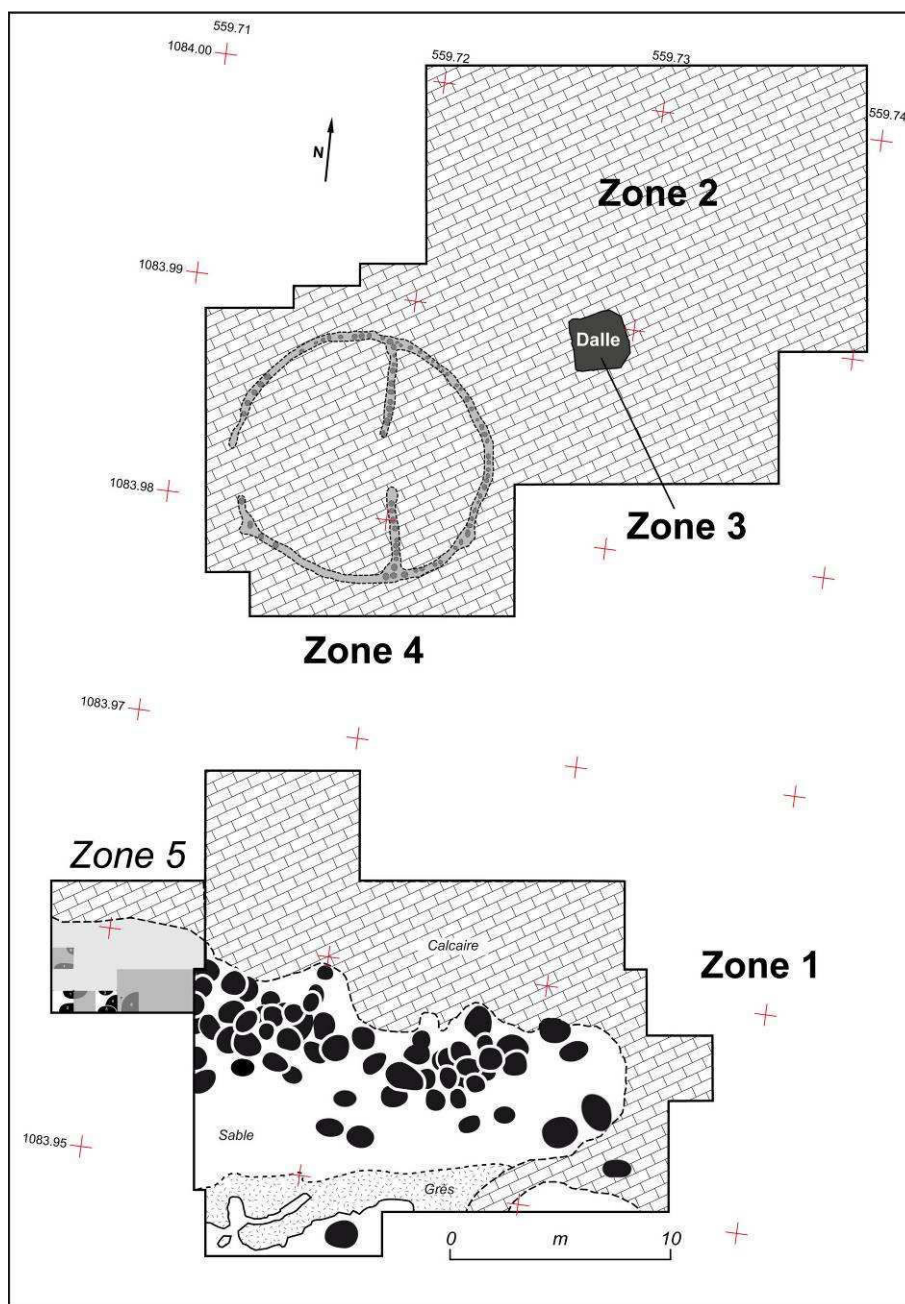 559.71
1084.00
559.72
559.73
559.74
N
Zone 2
1083.99
Dalle
1083.98
Zone 3
Zone 4
1083.97
Zone 5
Calcaire
Zone 1
Sable
1083.95
Grès
0 m 10